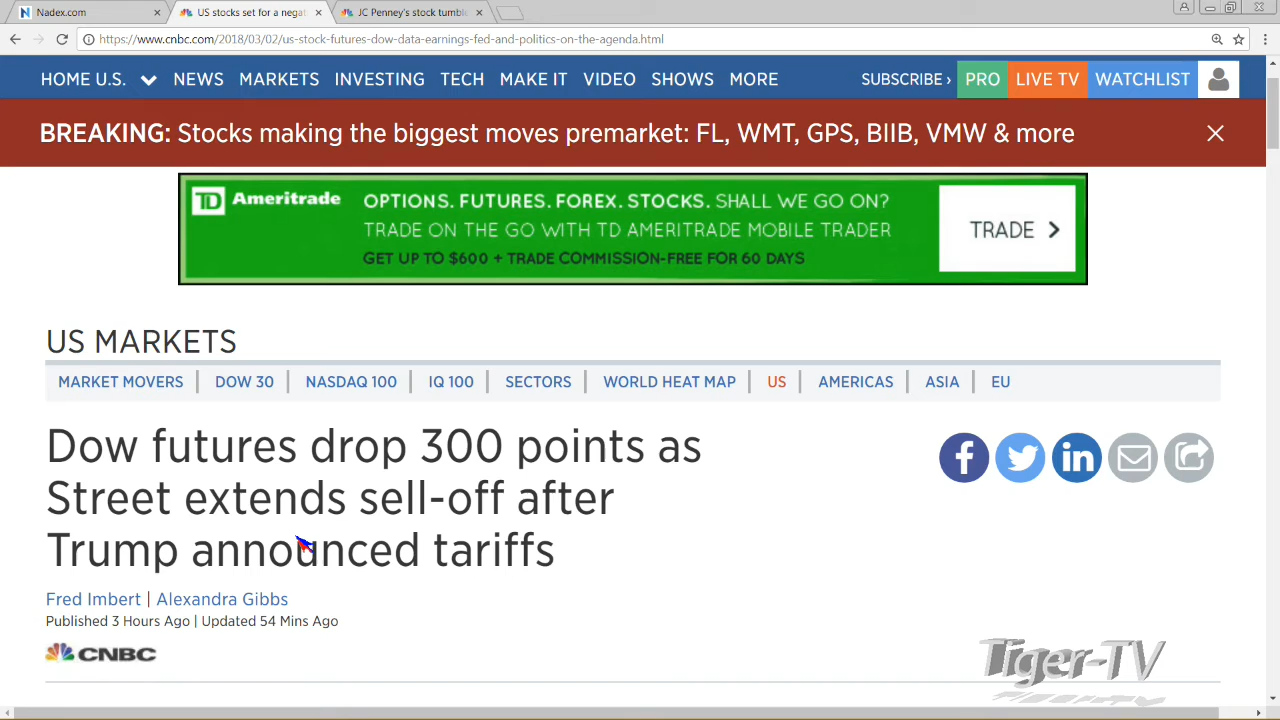 Nadex.com
US stocks set for a negat
JC Penney's stock tumble
https://www.cnbc.com/2018/03/02/us-stock-futures-dow-data-earnings-fed-and-politics-on-the-agenda.html
HOME U.S. NEWS MARKETS INVESTING TECH MAKE IT VIDEO SHOWS MORE SUBSCRIBE › PRO LIVE TV WATCHLIST
BREAKING: Stocks making the biggest moves premarket: FL, WMT, GPS, BIIB, VMW & more
TD Ameritrade
OPTIONS. FUTURES. FOREX. STOCKS. SHALL WE GO ON?
TRADE ON THE GO WITH TD AMERITRADE MOBILE TRADER
GET UP TO $600 + TRADE COMMISSION-FREE FOR 60 DAYS
TRADE
US MARKETS
MARKET MOVERS DOW 30 NASDAQ 100 IQ 100 SECTORS WORLD HEAT MAP US AMERICAS ASIA EU
Dow futures drop 300 points as
Street extends sell-off after
Trump announced tariffs
Fred Imbert | Alexandra Gibbs
Published 3 Hours Ago | Updated 54 Mins Ago
CNBC
Tiger-TV